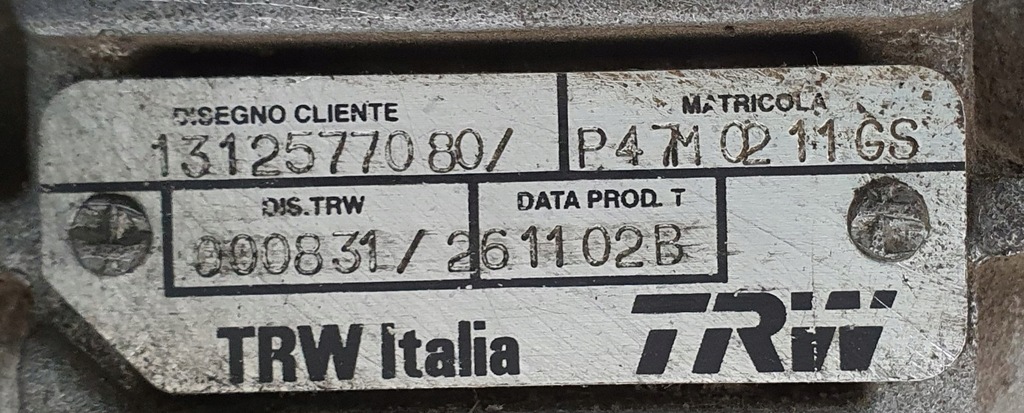 DISEGNO CLIENTE MATRICOLA
1312577080/ P47M0211GS
DIS.TRW DATA PROD. T
000831/261102B
TRW Italia TRW